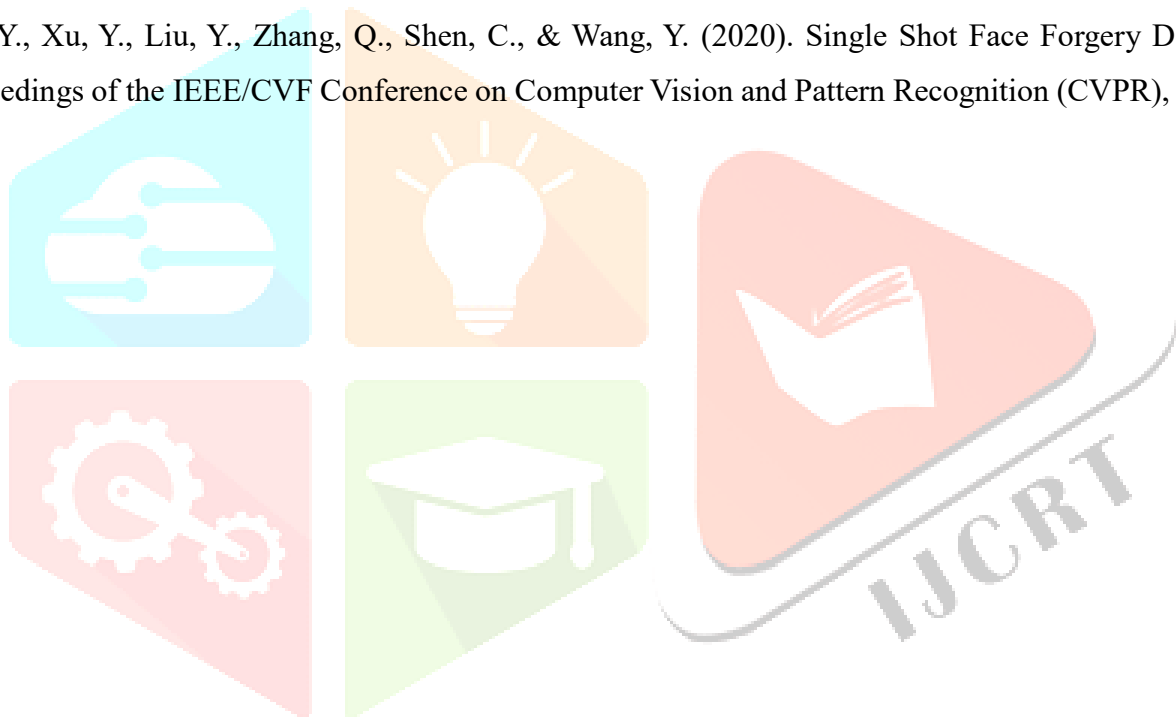 Y., Xu, Y., Liu, Y., Zhang, Q., Shen, C., & Wang, Y. (2020). Single Shot Face Forgery D
edings of the IEEE/CVF Conference on Computer Vision and Pattern Recognition (CVPR),
IJCRT